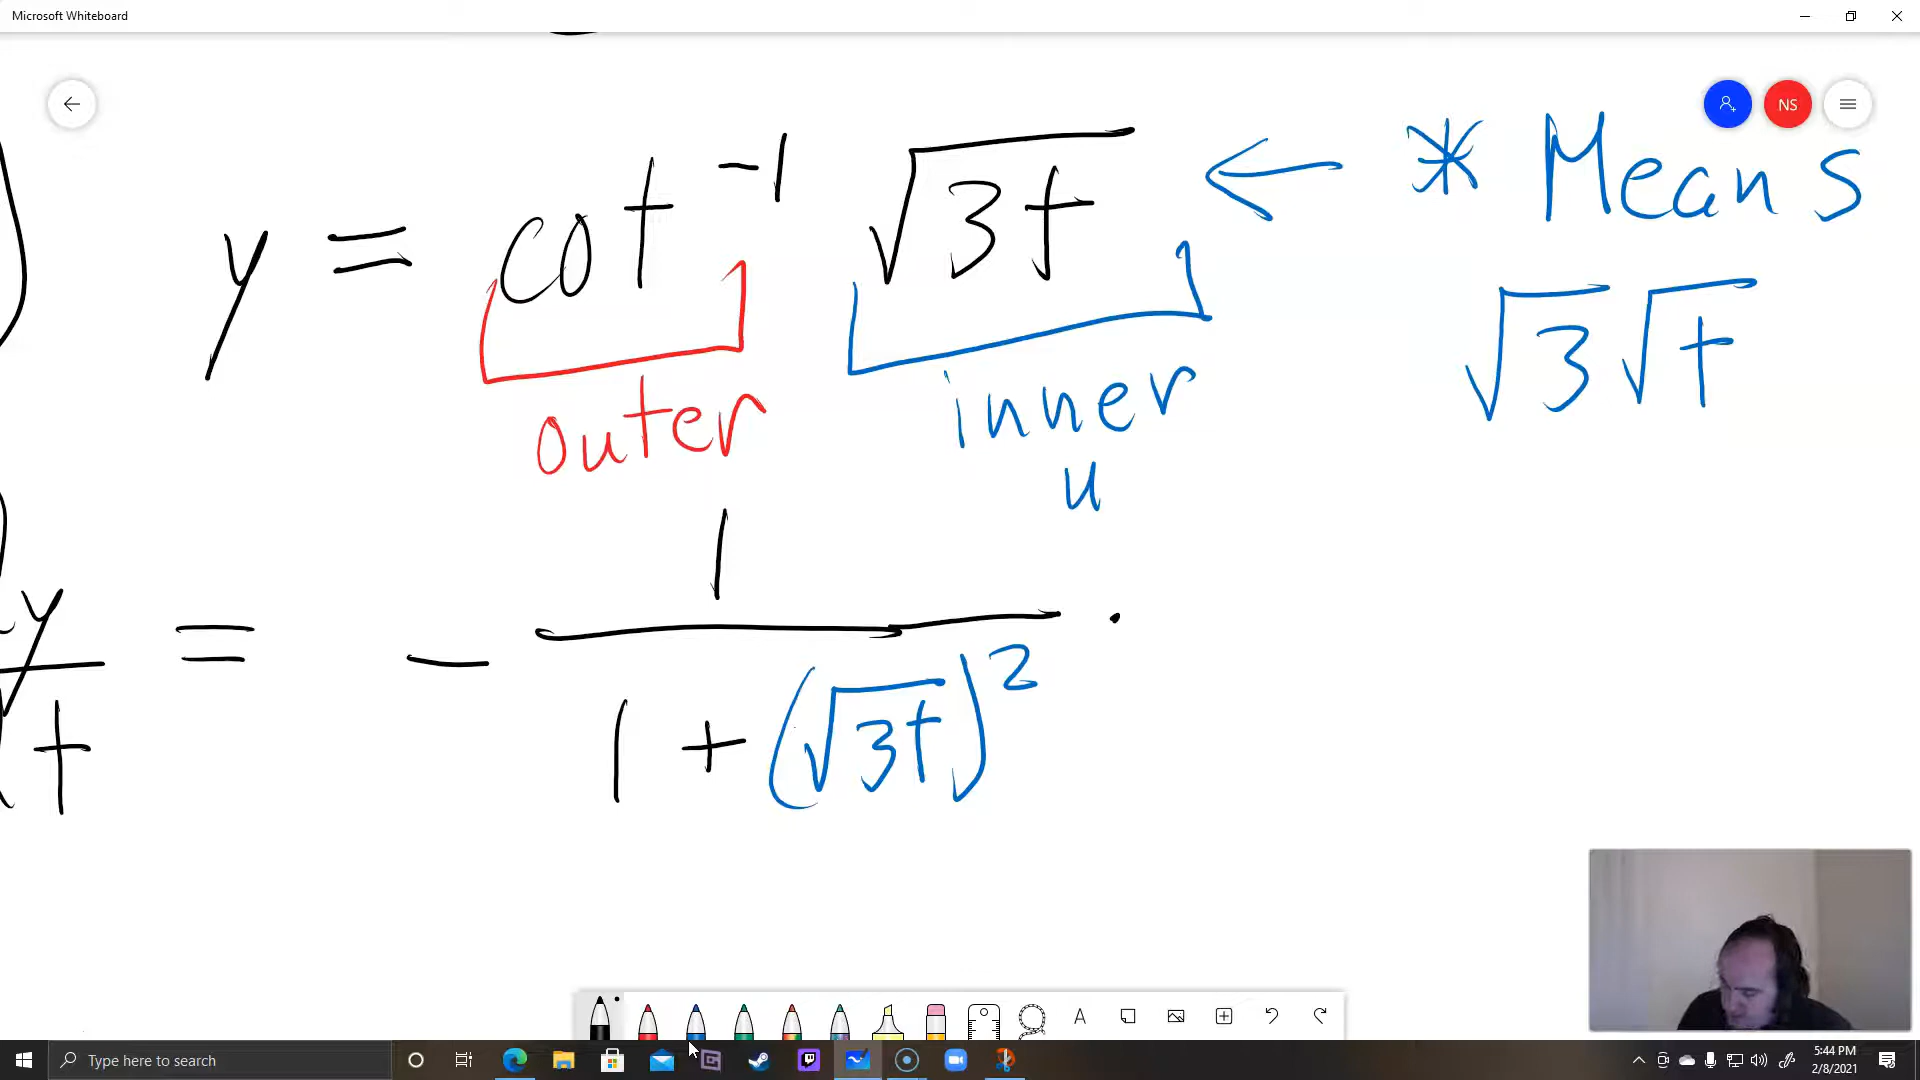 Microsoft Whiteboard
NS
y = cot⁻¹ √3t ← * Means
√3 √t
outer
inner
u
dy/dt = - 1/(1 + (√3t)²) ·
A
Type here to search
5:44 PM
2/8/2021